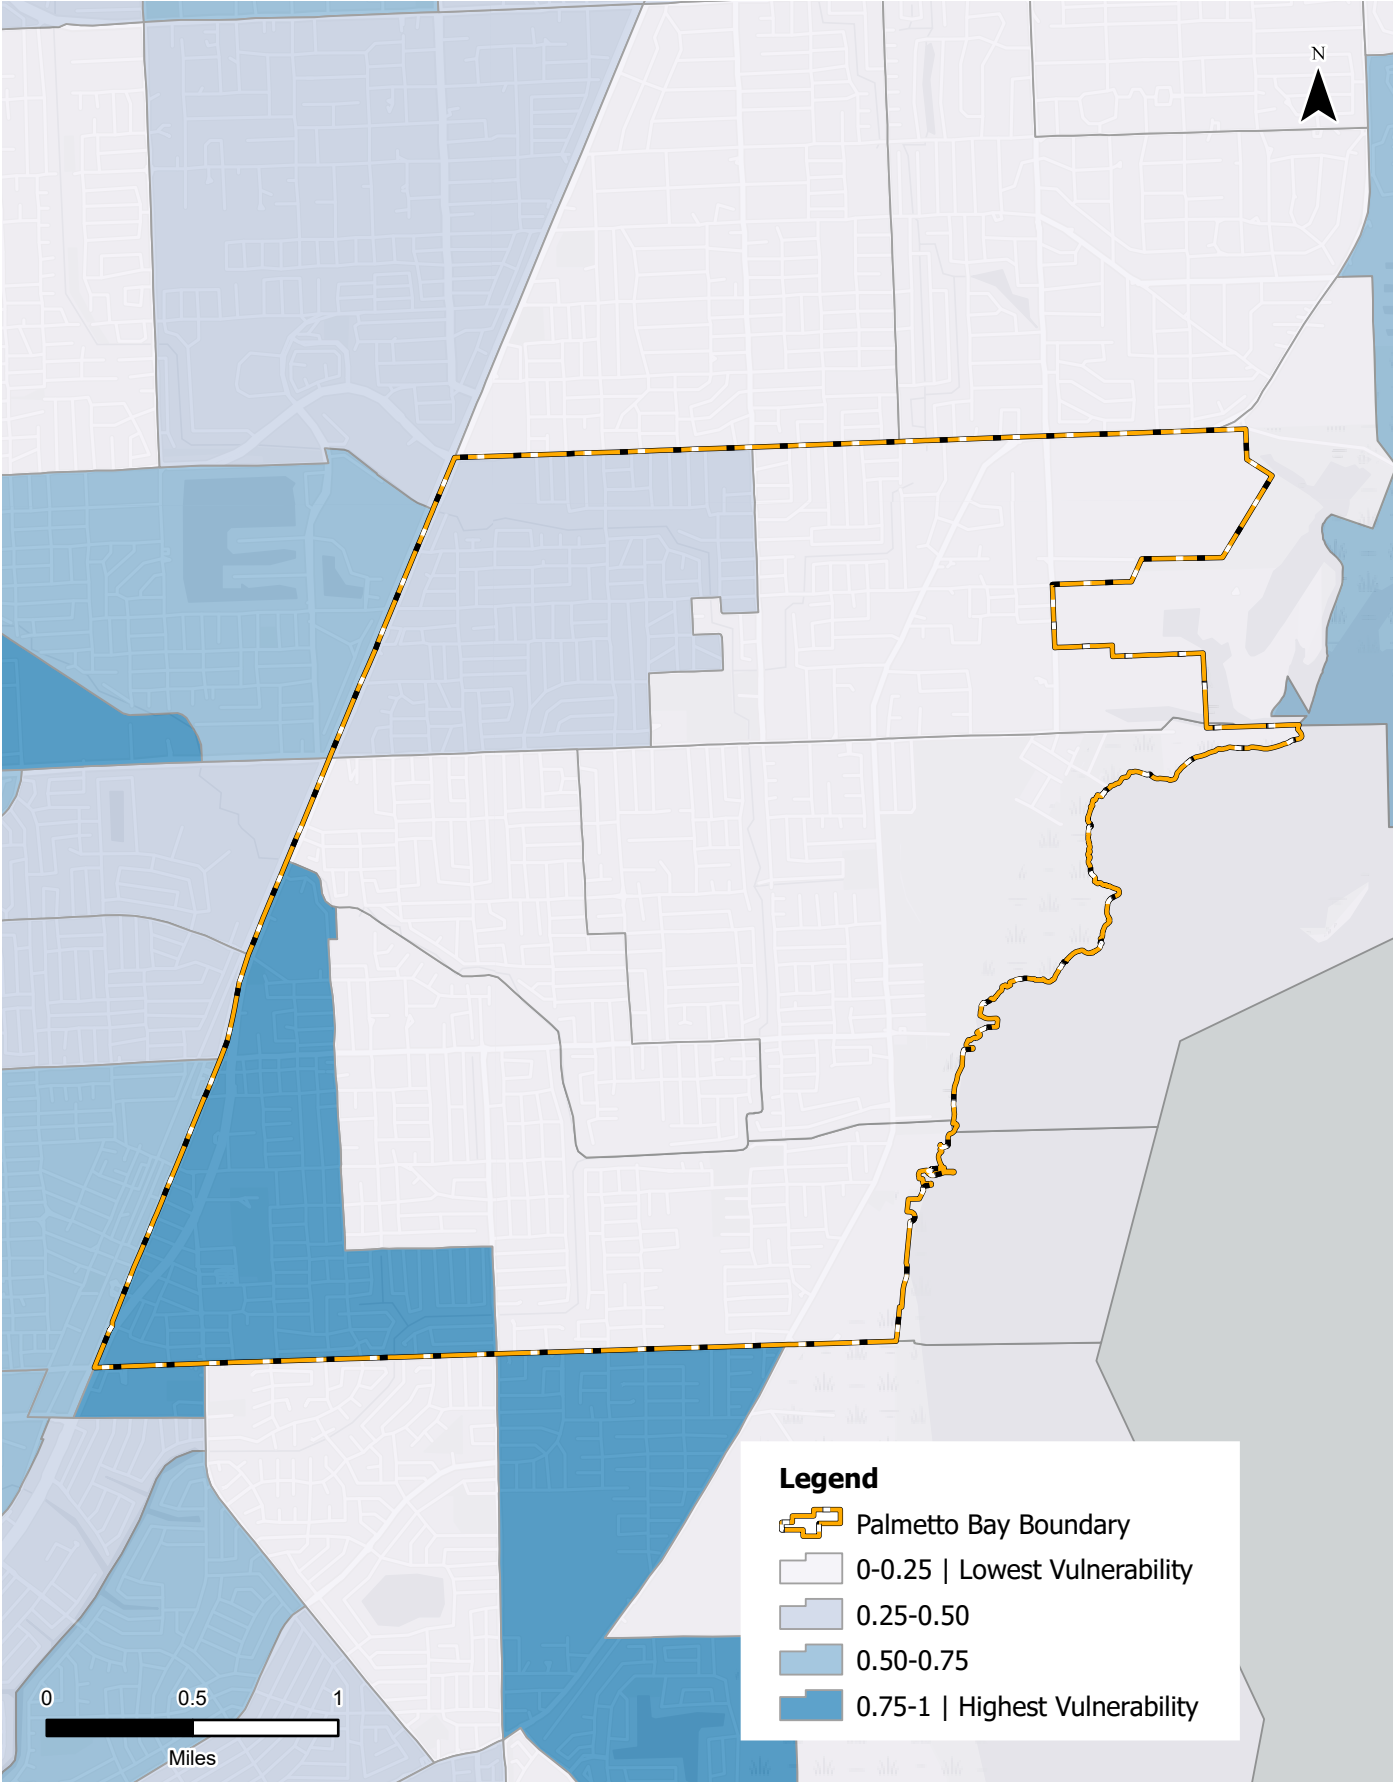 N
Legend
Palmetto Bay Boundary
0-0.25 | Lowest Vulnerability
0.25-0.50
0.50-0.75
0.75-1 | Highest Vulnerability
0 0.5 1
Miles